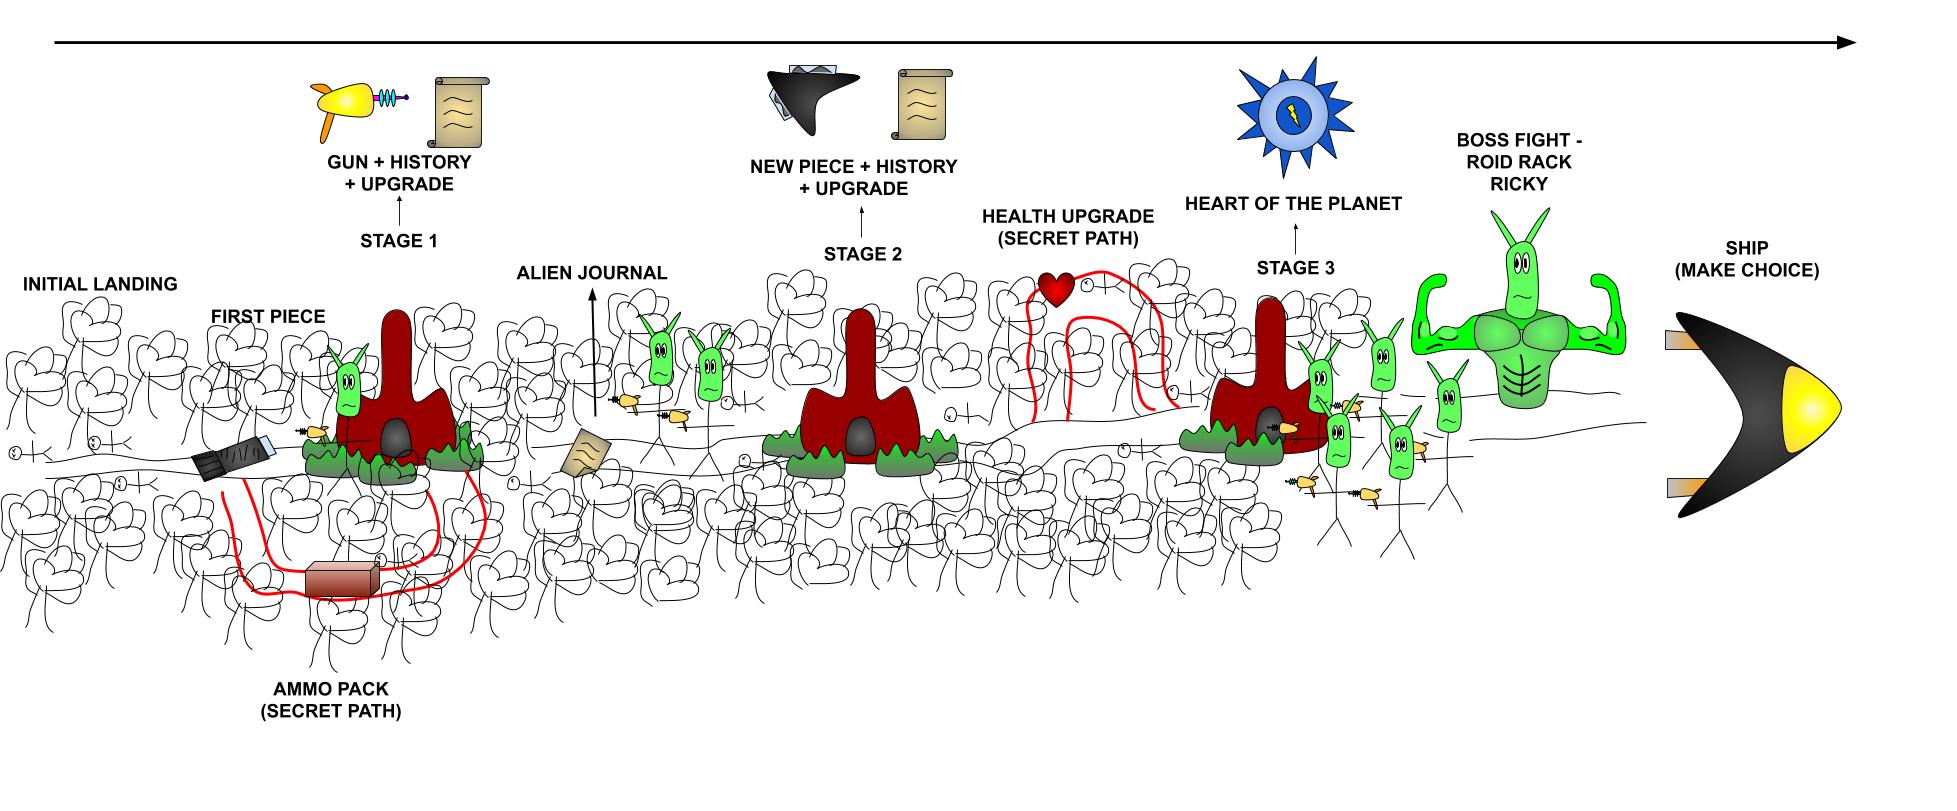 INITIAL LANDING
FIRST PIECE
GUN + HISTORY
+ UPGRADE
STAGE 1
AMMO PACK
(SECRET PATH)
ALIEN JOURNAL
NEW PIECE + HISTORY
+ UPGRADE
STAGE 2
HEALTH UPGRADE
(SECRET PATH)
HEART OF THE PLANET
STAGE 3
BOSS FIGHT -
ROID RACK
RICKY
SHIP
(MAKE CHOICE)